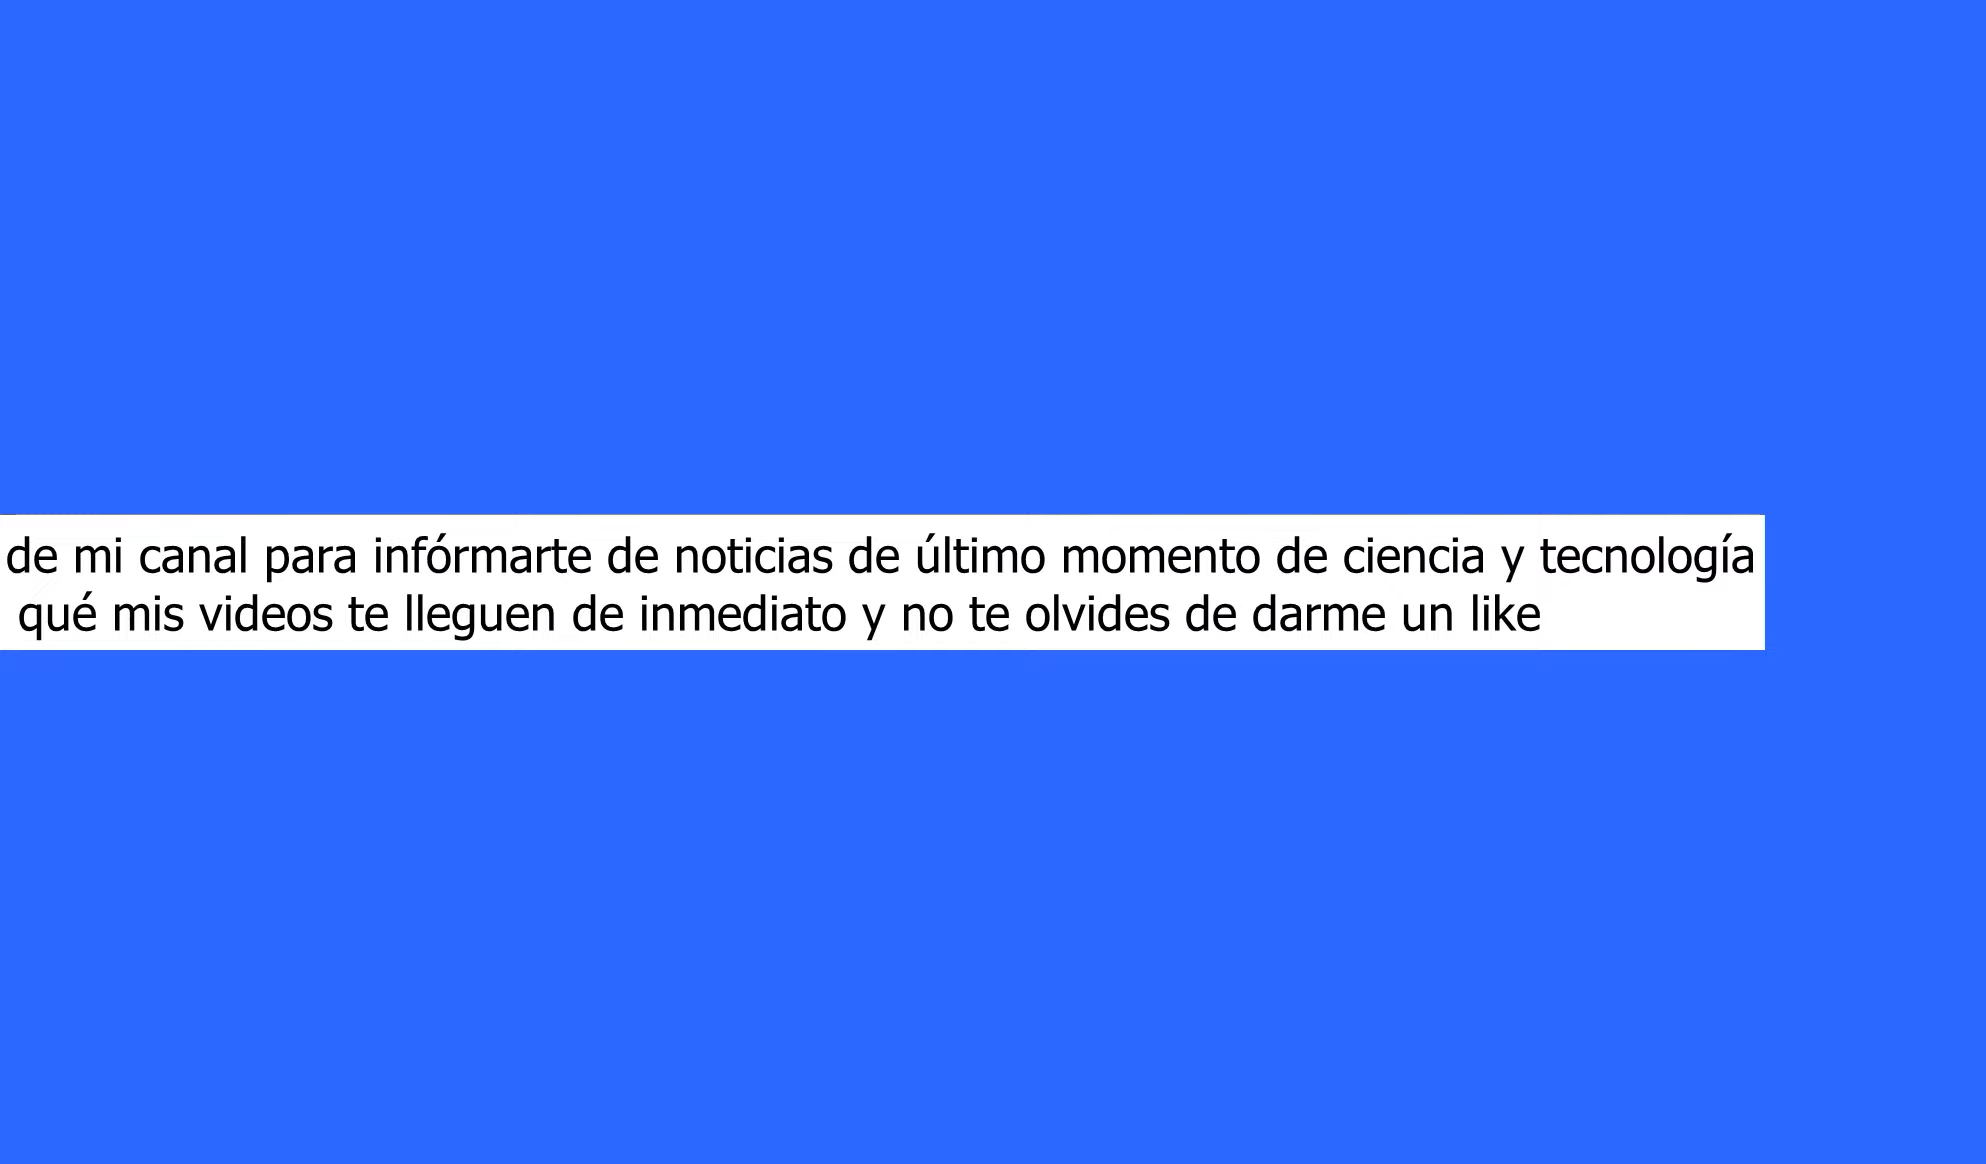 de mi canal para infórmarte de noticias de último momento de ciencia y tecnología
qué mis videos te lleguen de inmediato y no te olvides de darme un like